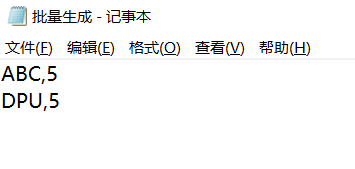 批量生成 - 记事本
文件(F) 编辑(E) 格式(O) 查看(V) 帮助(H)
ABC,5
DPU,5